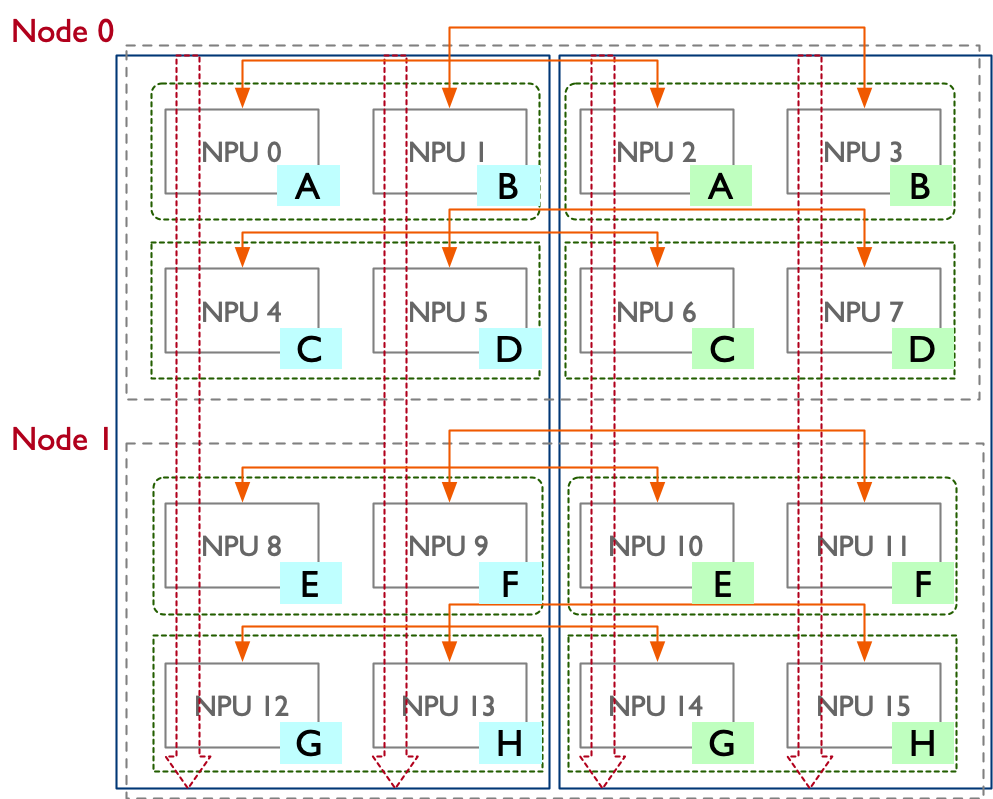 Node 0
NPU 0
NPU 1
NPU 2
NPU 3
A
B
A
B
NPU 4
NPU 5
NPU 6
NPU 7
C
D
C
D
Node 1
NPU 8
NPU 9
NPU 10
NPU 11
E
F
E
F
NPU 12
NPU 13
NPU 14
NPU 15
G
H
G
H